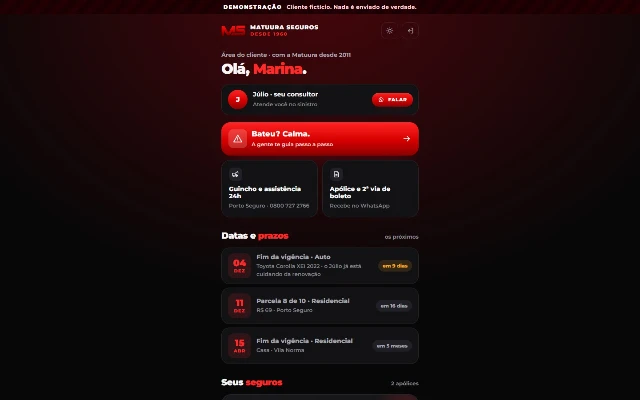 DEMONSTRAÇÃO Cliente fictício. Nada é enviado de verdade.
MS MATUURA SEGUROS
DESDE 1989
Área do cliente · com a Matuura desde 2011
Olá, Marina.
J
Júlio · seu consultor
Atende você no sinistro
FALAR
Bateu? Calma.
A gente te guia passo a passo
Guincho e assistência 24h
Porto Seguro · 0800 727 2766
Apólice e 2ª via de boleto
Recebe no WhatsApp
Datas e prazos
os próximos
04
DEZ
Fim da vigência · Auto
Toyota Corolla XEi 2022 · o Júlio já está
cuidando da renovação
em 9 dias
11
DEZ
Parcela 8 de 10 · Residencial
R$ 69 · Porto Seguro
em 16 dias
15
ABR
Fim da vigência · Residencial
Casa · Vila Norma
em 5 meses
Seus seguros
2 apólices